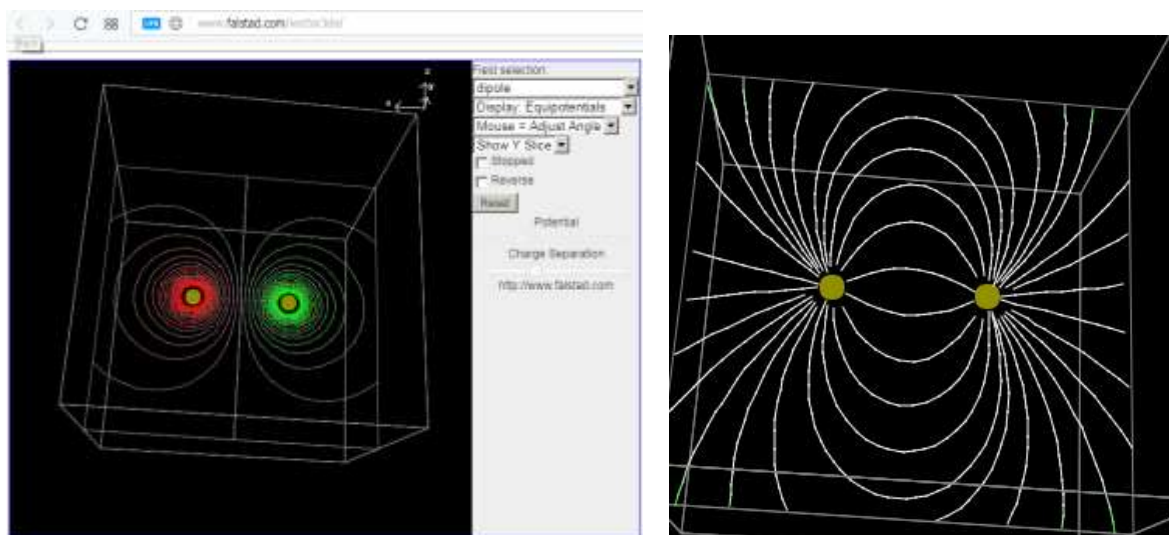 www.falstad.com/
Field selection:
dipole
Display: Equipotentials
Mouse = Adjust Angle
Show Y Slice
Stopped
Reverse
Reset
Potential
Charge Separation
http://www.falstad.com